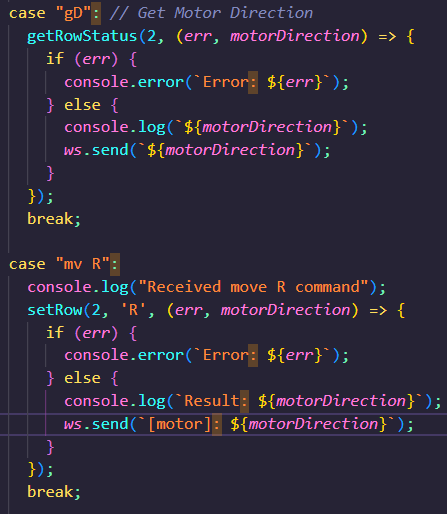 case "gD": // Get Motor Direction
  getRowStatus(2, (err, motorDirection) => {
    if (err) {
      console.error(`Error: ${err}`);
    } else {
      console.log(`${motorDirection}`);
      ws.send(`${motorDirection}`);
    }
  });
  break;

case "mv R":
  console.log("Received move R command");
  setRow(2, 'R', (err, motorDirection) => {
    if (err) {
      console.error(`Error: ${err}`);
    } else {
      console.log(`Result: ${motorDirection}`);
      ws.send(`[motor]: ${motorDirection}`);
    }
  });
  break;